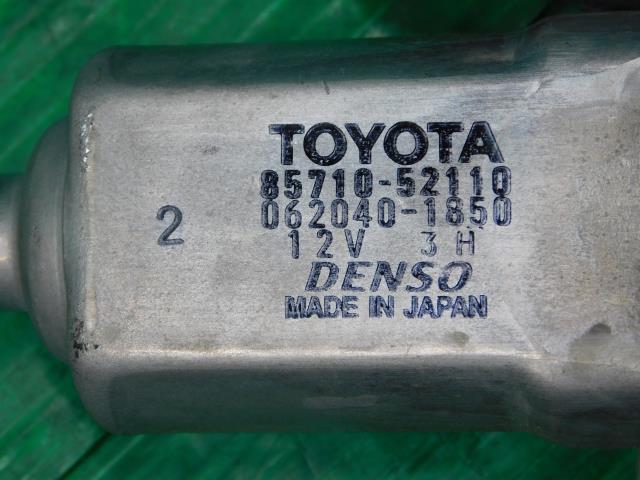 TOYOTA
85710-52110
062040-1850
2
12V 3H
DENSO
MADE IN JAPAN